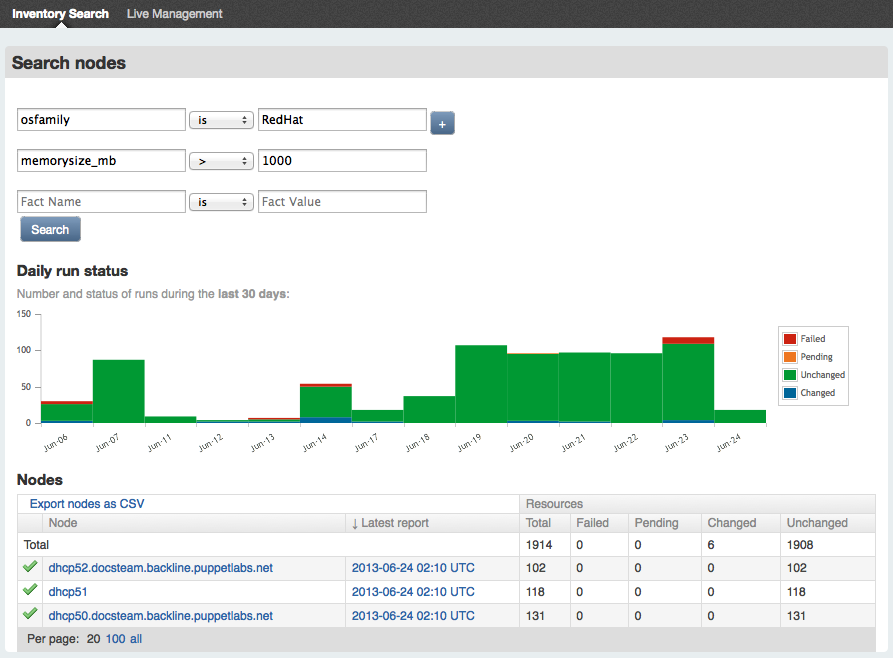 Inventory Search Live Management
Search nodes
osfamily is RedHat +
memorysize_mb > 1000
Fact Name is Fact Value
Search
Daily run status
Number and status of runs during the last 30 days:
150
100
50
0
Jun-06 Jun-07 Jun-11 Jun-12 Jun-13 Jun-14 Jun-17 Jun-18 Jun-19 Jun-20 Jun-21 Jun-22 Jun-23 Jun-24
Failed
Pending
Unchanged
Changed
Nodes
Export nodes as CSV Resources
Node ↓ Latest report Total Failed Pending Changed Unchanged
Total 1914 0 0 6 1908
dhcp52.docsteam.backline.puppetlabs.net 2013-06-24 02:10 UTC 102 0 0 0 102
dhcp51 2013-06-24 02:10 UTC 118 0 0 0 118
dhcp50.docsteam.backline.puppetlabs.net 2013-06-24 02:10 UTC 131 0 0 0 131
Per page: 20 100 all